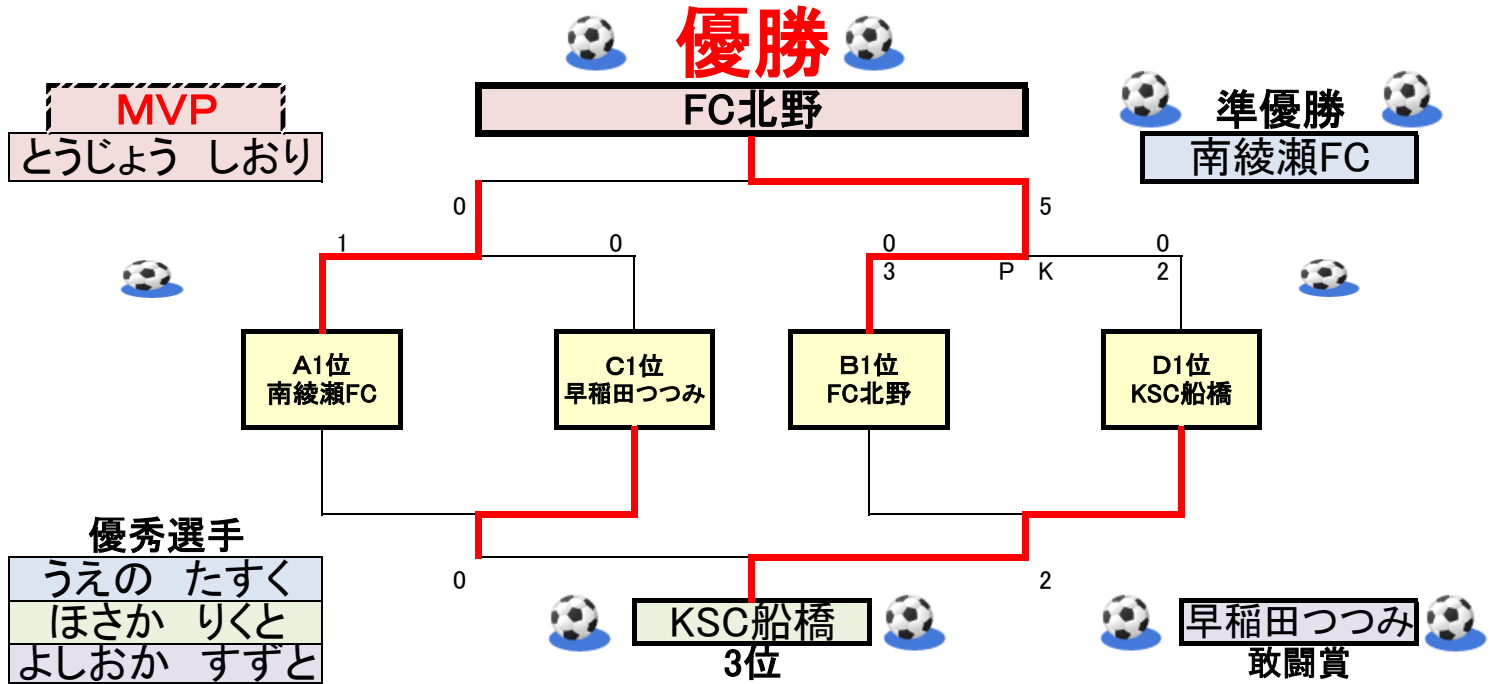 優勝
FC北野
MVP
とうじょう　しおり
準優勝
南綾瀬FC
0
5
1
0
0
0
3
PK
2
A1位
南綾瀬FC
C1位
早稲田つつみ
B1位
FC北野
D1位
KSC船橋
優秀選手
うえの　たすく
ほさか　りくと
よしおか　すずと
0
2
KSC船橋
3位
早稲田つつみ
敢闘賞